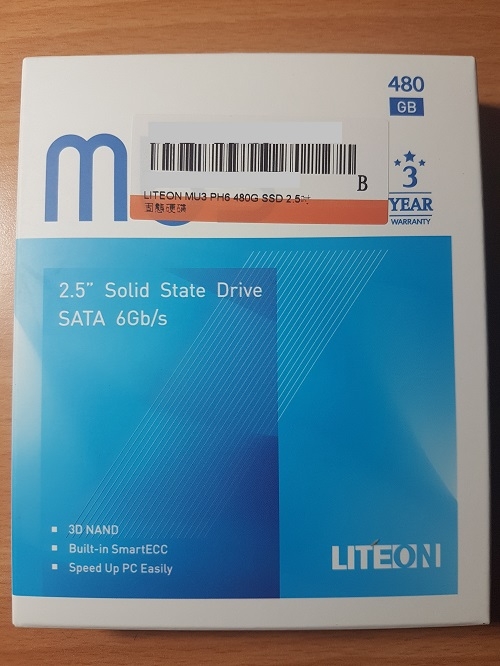 480
GB
LITEON MU3 PH6 480G SSD 2.5吋
固態硬碟
B
3
YEAR
WARRANTY
2.5” Solid State Drive
SATA 6Gb/s
▪ 3D NAND
▪ Built-in SmartECC
▪ Speed Up PC Easily
LITEON